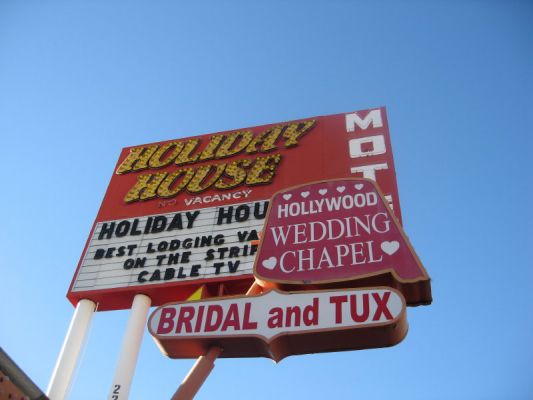 HOLIDAY
HOUSE
NO VACANCY
MOT
HOLIDAY HOU
BEST LODGING VA
ON THE STRIP
CABLE TV
HOLLYWOOD
WEDDING
CHAPEL
BRIDAL and TUX